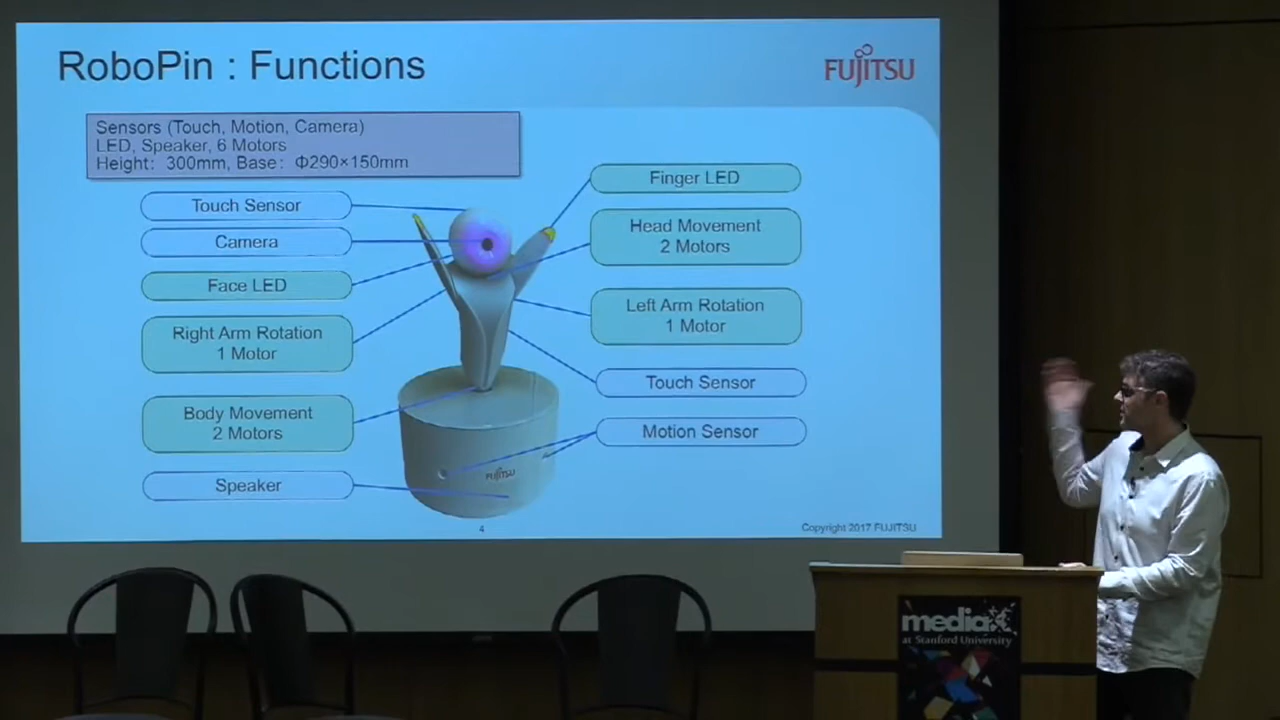 RoboPin : Functions
FUJITSU
Sensors (Touch, Motion, Camera)
LED, Speaker, 6 Motors
Height: 300mm, Base: Φ290×150mm
Touch Sensor
Camera
Face LED
Right Arm Rotation
1 Motor
Body Movement
2 Motors
Speaker
Finger LED
Head Movement
2 Motors
Left Arm Rotation
1 Motor
Touch Sensor
Motion Sensor
FUJITSU
4
Copyright 2017 FUJITSU
mediaX
at Stanford University